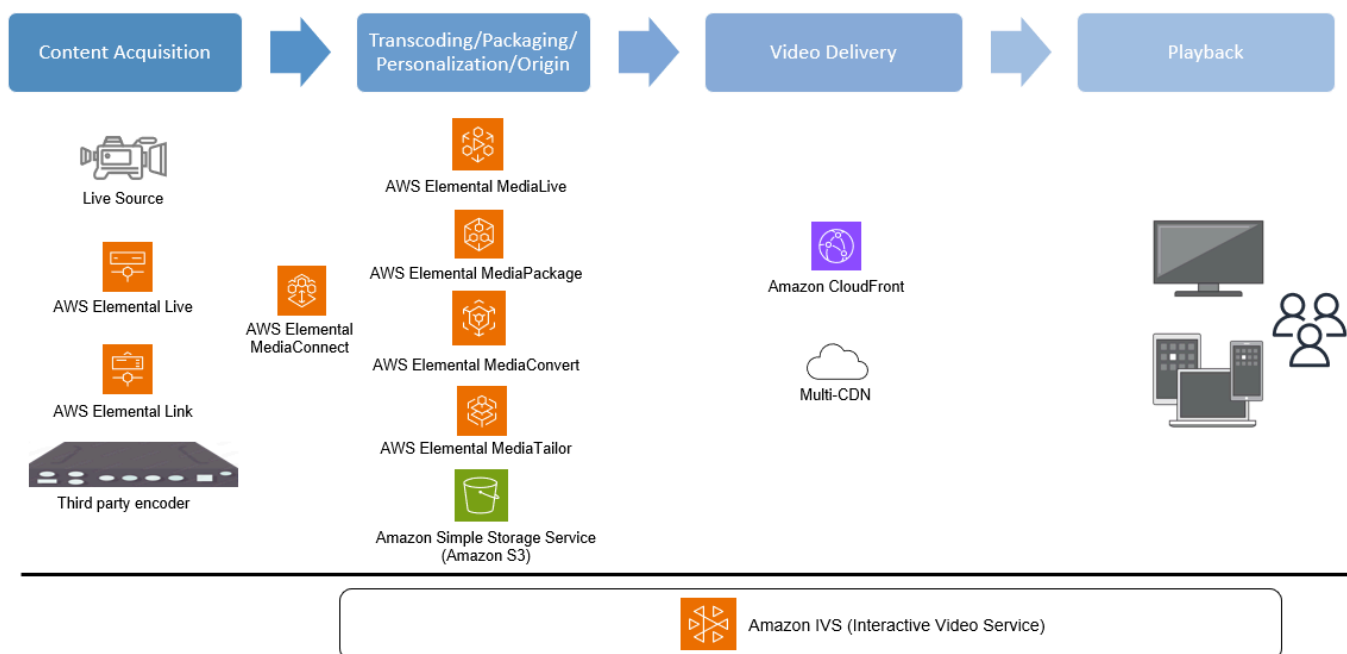 Content Acquisition
Transcoding/Packaging/
Personalization/Origin
Video Delivery
Playback
Live Source
AWS Elemental Live
AWS Elemental Link
Third party encoder
AWS Elemental
MediaConnect
AWS Elemental MediaLive
AWS Elemental MediaPackage
AWS Elemental MediaConvert
AWS Elemental MediaTailor
Amazon Simple Storage Service
(Amazon S3)
Amazon CloudFront
Multi-CDN
Amazon IVS (Interactive Video Service)